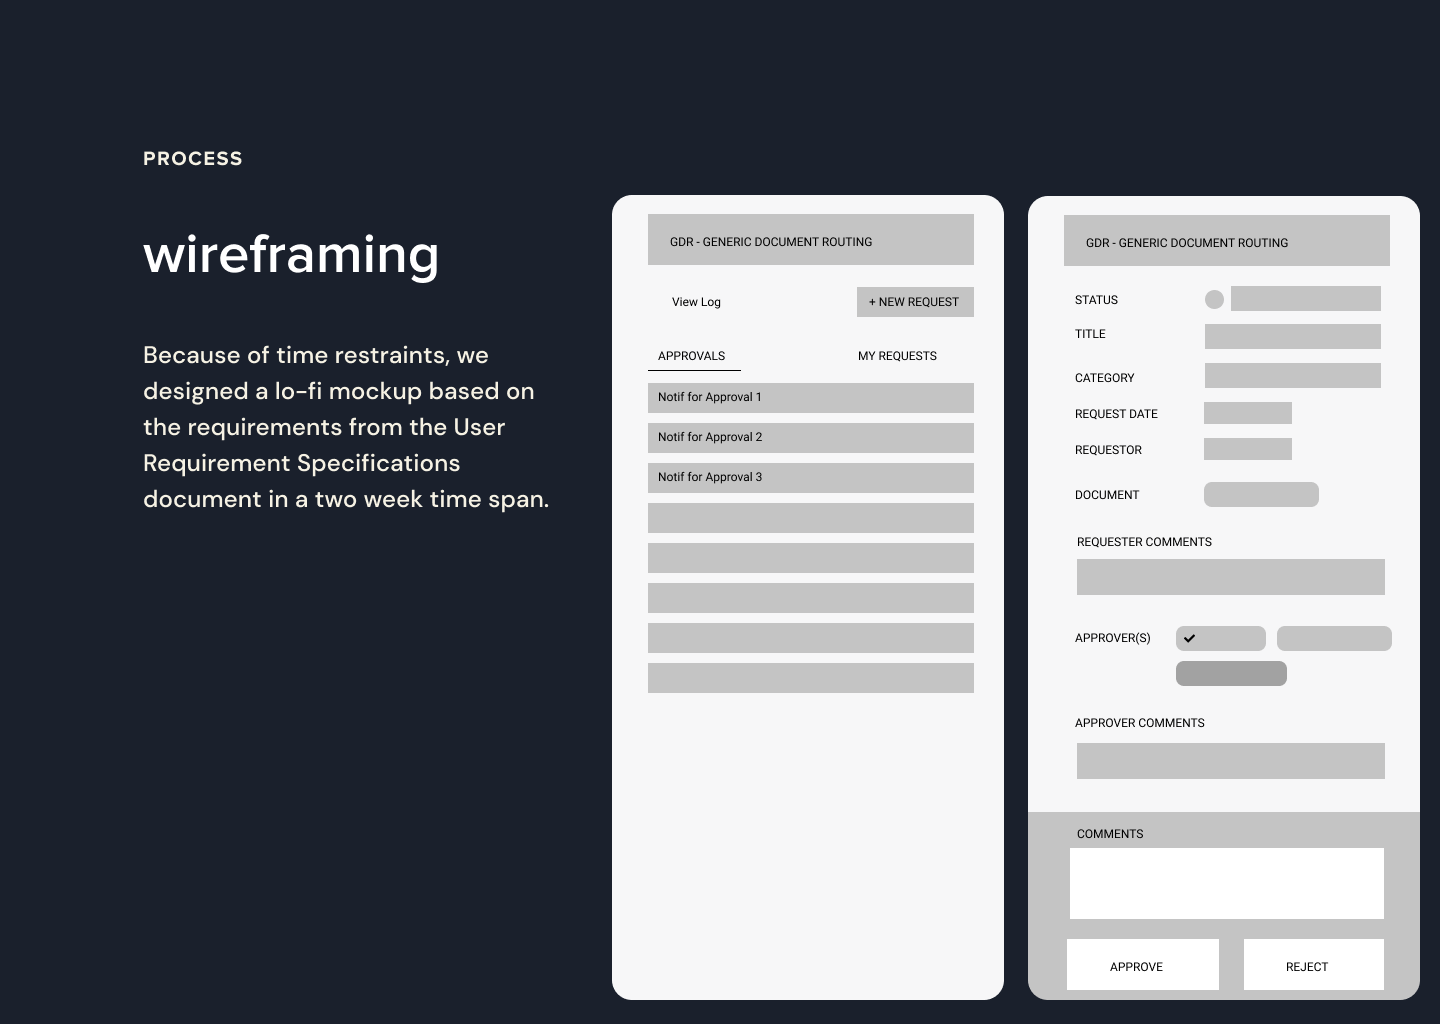 PROCESS
wireframing
Because of time restraints, we
designed a lo-fi mockup based on
the requirements from the User
Requirement Specifications
document in a two week time span.
GDR - GENERIC DOCUMENT ROUTING
View Log
+ NEW REQUEST
APPROVALS
MY REQUESTS
Notif for Approval 1
Notif for Approval 2
Notif for Approval 3
GDR - GENERIC DOCUMENT ROUTING
STATUS
TITLE
CATEGORY
REQUEST DATE
REQUESTOR
DOCUMENT
REQUESTER COMMENTS
APPROVER(S)
APPROVER COMMENTS
COMMENTS
APPROVE
REJECT